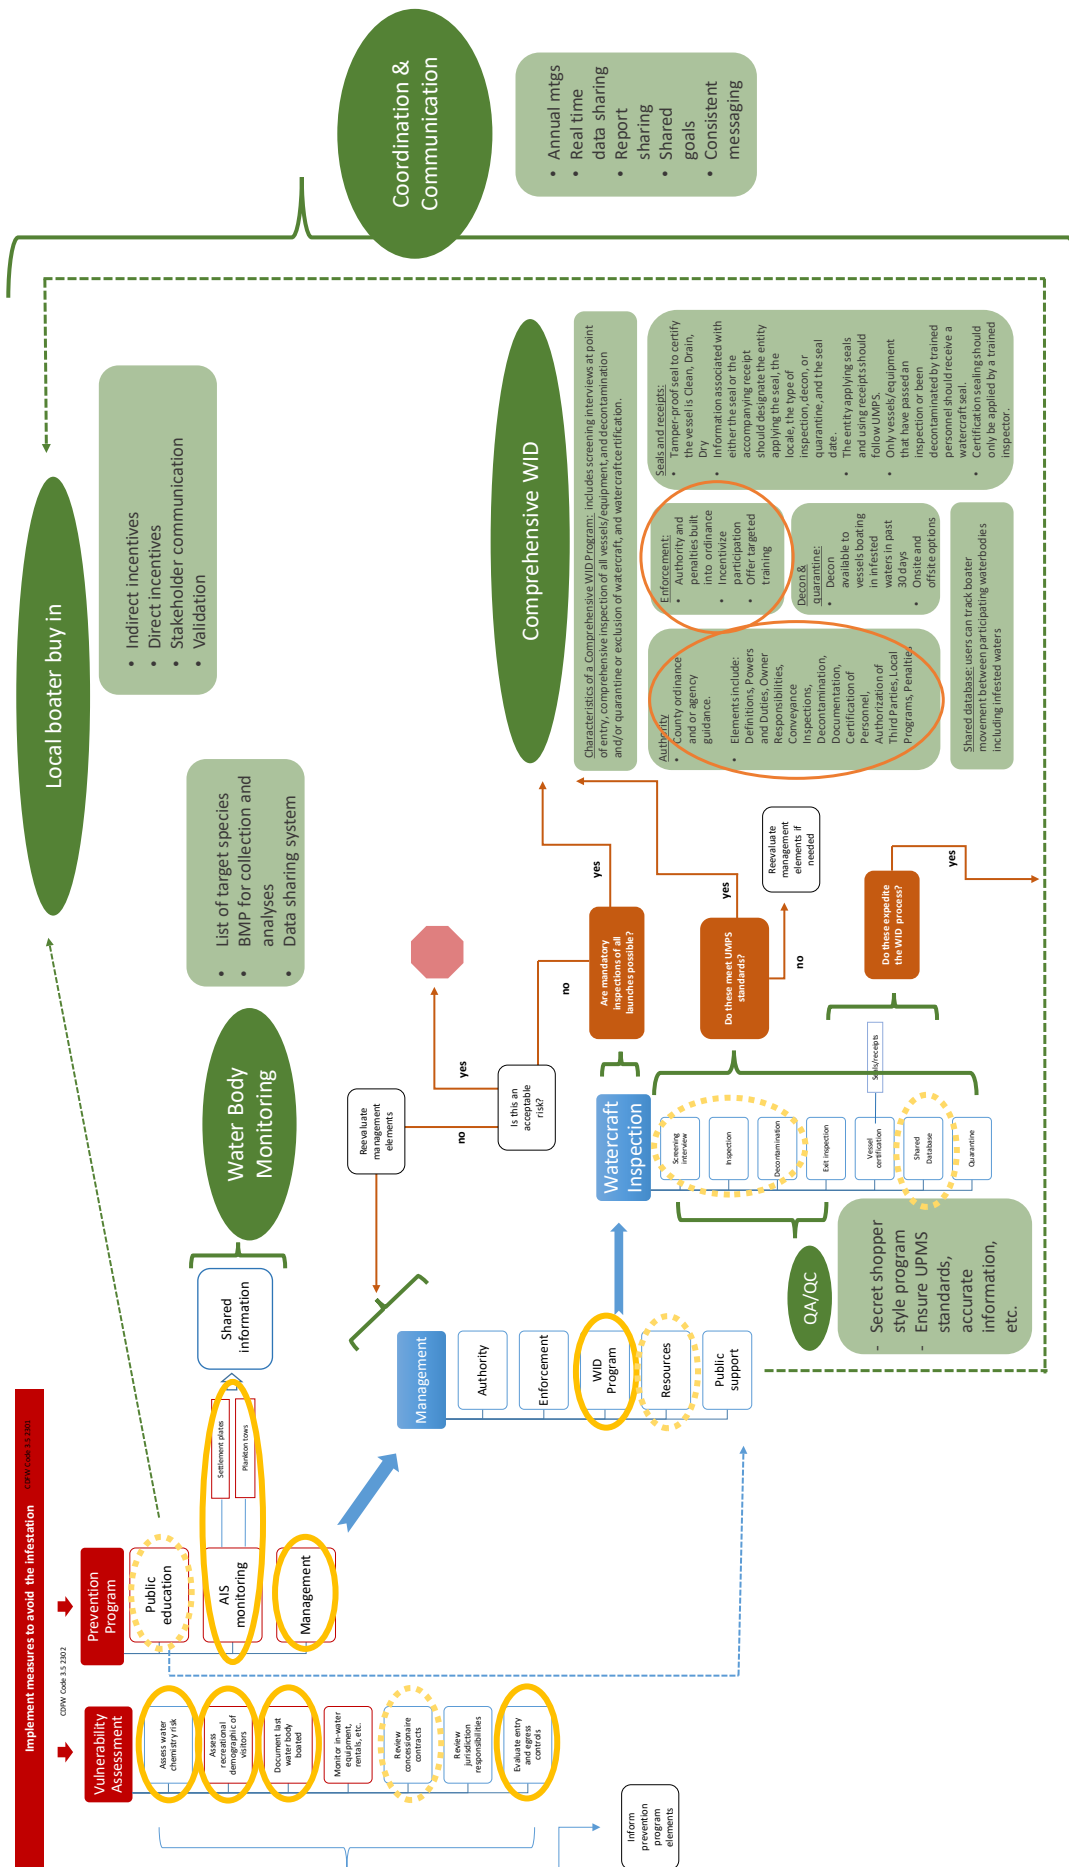 Implement measures to avoid the infestation
CDFW Code 3.5 2301
CDFW Code 3.5 2302
Vulnerability
Assessment
Assess water
chemistry risk
Assess
recreational
demographic of
visitors
Document last
water body
boated
Monitor in-water
equipment,
rentals, etc.
Review
concessionaire
contracts
Review
jurisdiction
responsibilities
Evaluate entry
and egress
controls
Inform
prevention
program
elements
Prevention
Program
Public
education
AIS
monitoring
Management
Settlement plates
Plankton tows
Shared
information
Water Body
Monitoring
• List of target species
• BMP for collection and
analyses
• Data sharing system
Local boater buy in
• Indirect incentives
• Direct incentives
• Stakeholder communication
• Validation
Coordination &
Communication
• Annual mtgs
• Real time
data sharing
• Report
sharing
• Shared
goals
• Consistent
messaging
Management
Authority
Enforcement
WID
Program
Resources
Public
support
Reevaluate
management
elements
no
yes
Is this an
acceptable
risk?
no
Are mandatory
inspections of all
launches possible?
yes
Watercraft
Inspection
Screening
interview
Inspection
Decontamination
Exit inspection
Vessel
certification
Seals/receipts
Shared
Database
Quarantine
QA/QC
- Secret shopper
style program
- Ensure UPMS
standards,
accurate
information,
etc.
Do these meet UMPS
standards?
yes
no
Reevaluate
management
elements if
needed
Do these expedite
the WID process?
yes
Comprehensive WID
Characteristics of a Comprehensive WID Program: includes screening interviews at point
of entry, comprehensive inspection of all vessels/equipment, and decontamination
and/or quarantine or exclusion of watercraft, and watercraft certification.
Authority
• County ordinance
and or agency
guidance.
• Elements include:
Definitions, Powers
and Duties, Owner
Responsibilities,
Conveyance
Inspections,
Decontamination,
Documentation,
Certification of
Personnel,
Authorization of
Third Parties, Local
Programs, Penalties
Enforcement:
• Authority and
penalties built
into ordinance
• Incentivize
participation
• Offer targeted
training
Seals and receipts:
• Tamper-proof seal to certify
the vessel is Clean, Drain,
Dry
• Information associated with
either the seal or the
accompanying receipt
should designate the entity
applying the seal, the
locale, the type of
inspection, decon, or
quarantine, and the seal
date.
• The entity applying seals
and using receipts should
follow UMPS.
• Only vessels/equipment
that have passed an
inspection or been
decontaminated by trained
personnel should receive a
watercraft seal.
• Certification sealing should
only be applied by a trained
inspector.
Decon &
quarantine:
• Decon
available to
vessels boating
in infested
waters in past
30 days
• Onsite and
offsite options
Shared database: users can track boater
movement between participating waterbodies
including infested waters